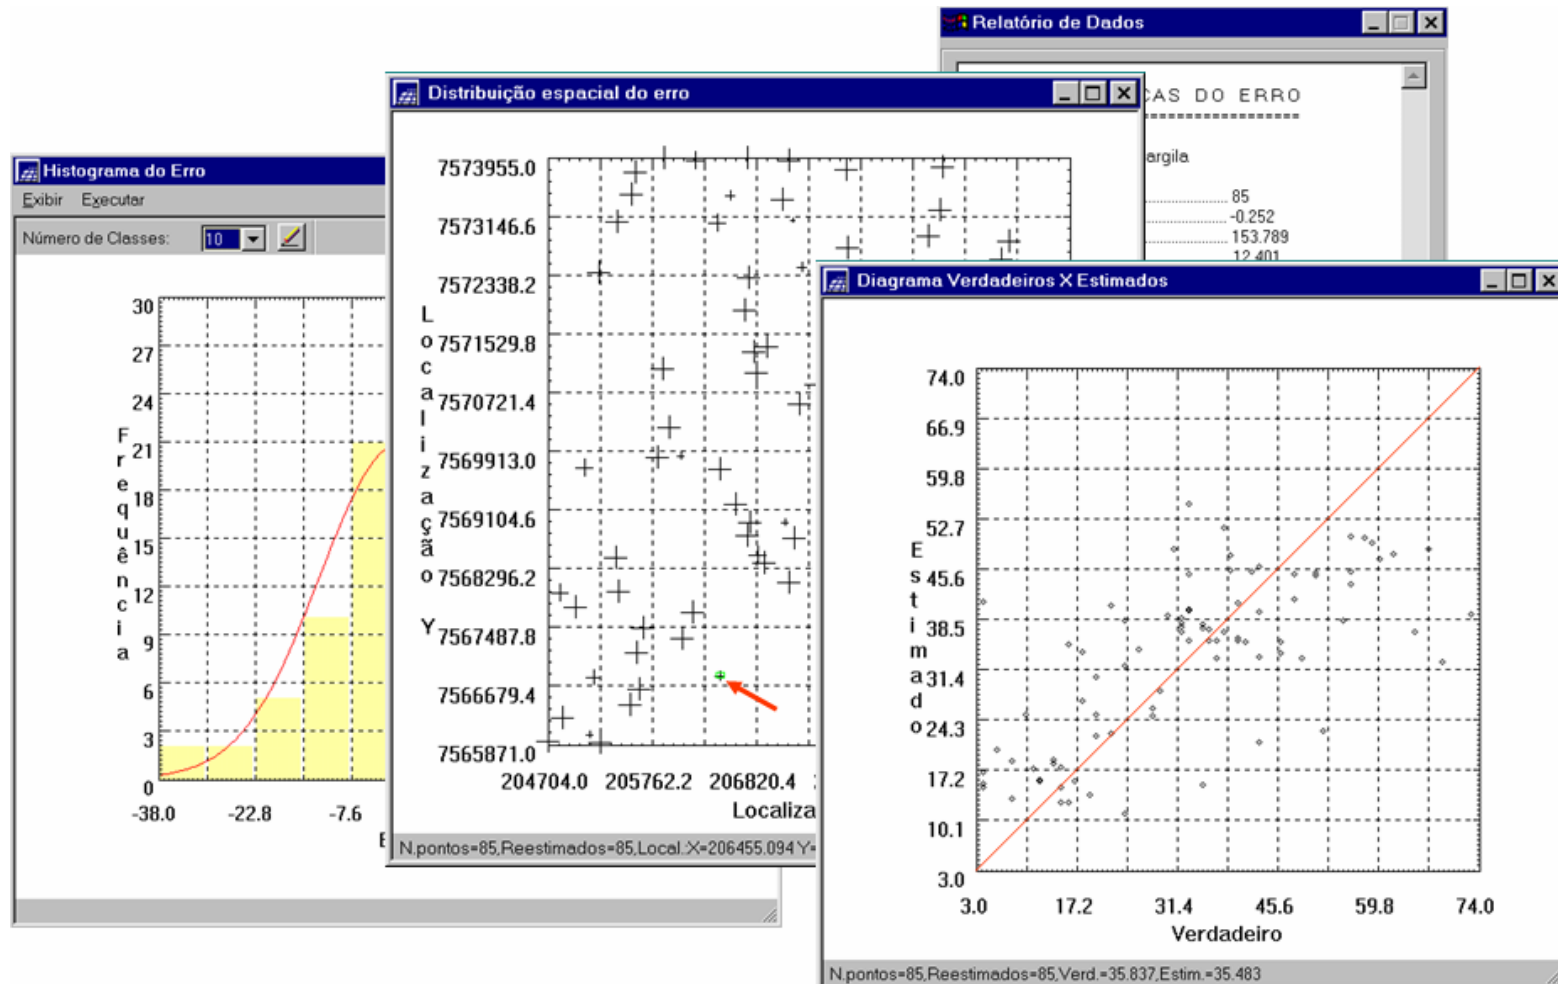 Relatório de Dados
CAS DO ERRO
====================
argila
85
-0.252
153.789
12.401
Distribuição espacial do erro
7573955.0
7573146.6
7572338.2
7571529.8
7570721.4
7569913.0
7569104.6
7568296.2
7567487.8
7566679.4
7565871.0
Localização Y
204704.0 205762.2 206820.4
Localiza
N.pontos=85,Reestimados=85,Local.:X=206455.094 Y=
Histograma do Erro
Exibir Executar
Número de Classes: 10
30
27
24
21
18
15
12
9
6
3
0
Frequência
-38.0 -22.8 -7.6
E
Diagrama Verdadeiros X Estimados
74.0
66.9
59.8
52.7
45.6
38.5
31.4
24.3
17.2
10.1
3.0
Estimado
3.0 17.2 31.4 45.6 59.8 74.0
Verdadeiro
N.pontos=85,Reestimados=85,Verd.=35.837,Estim.=35.483